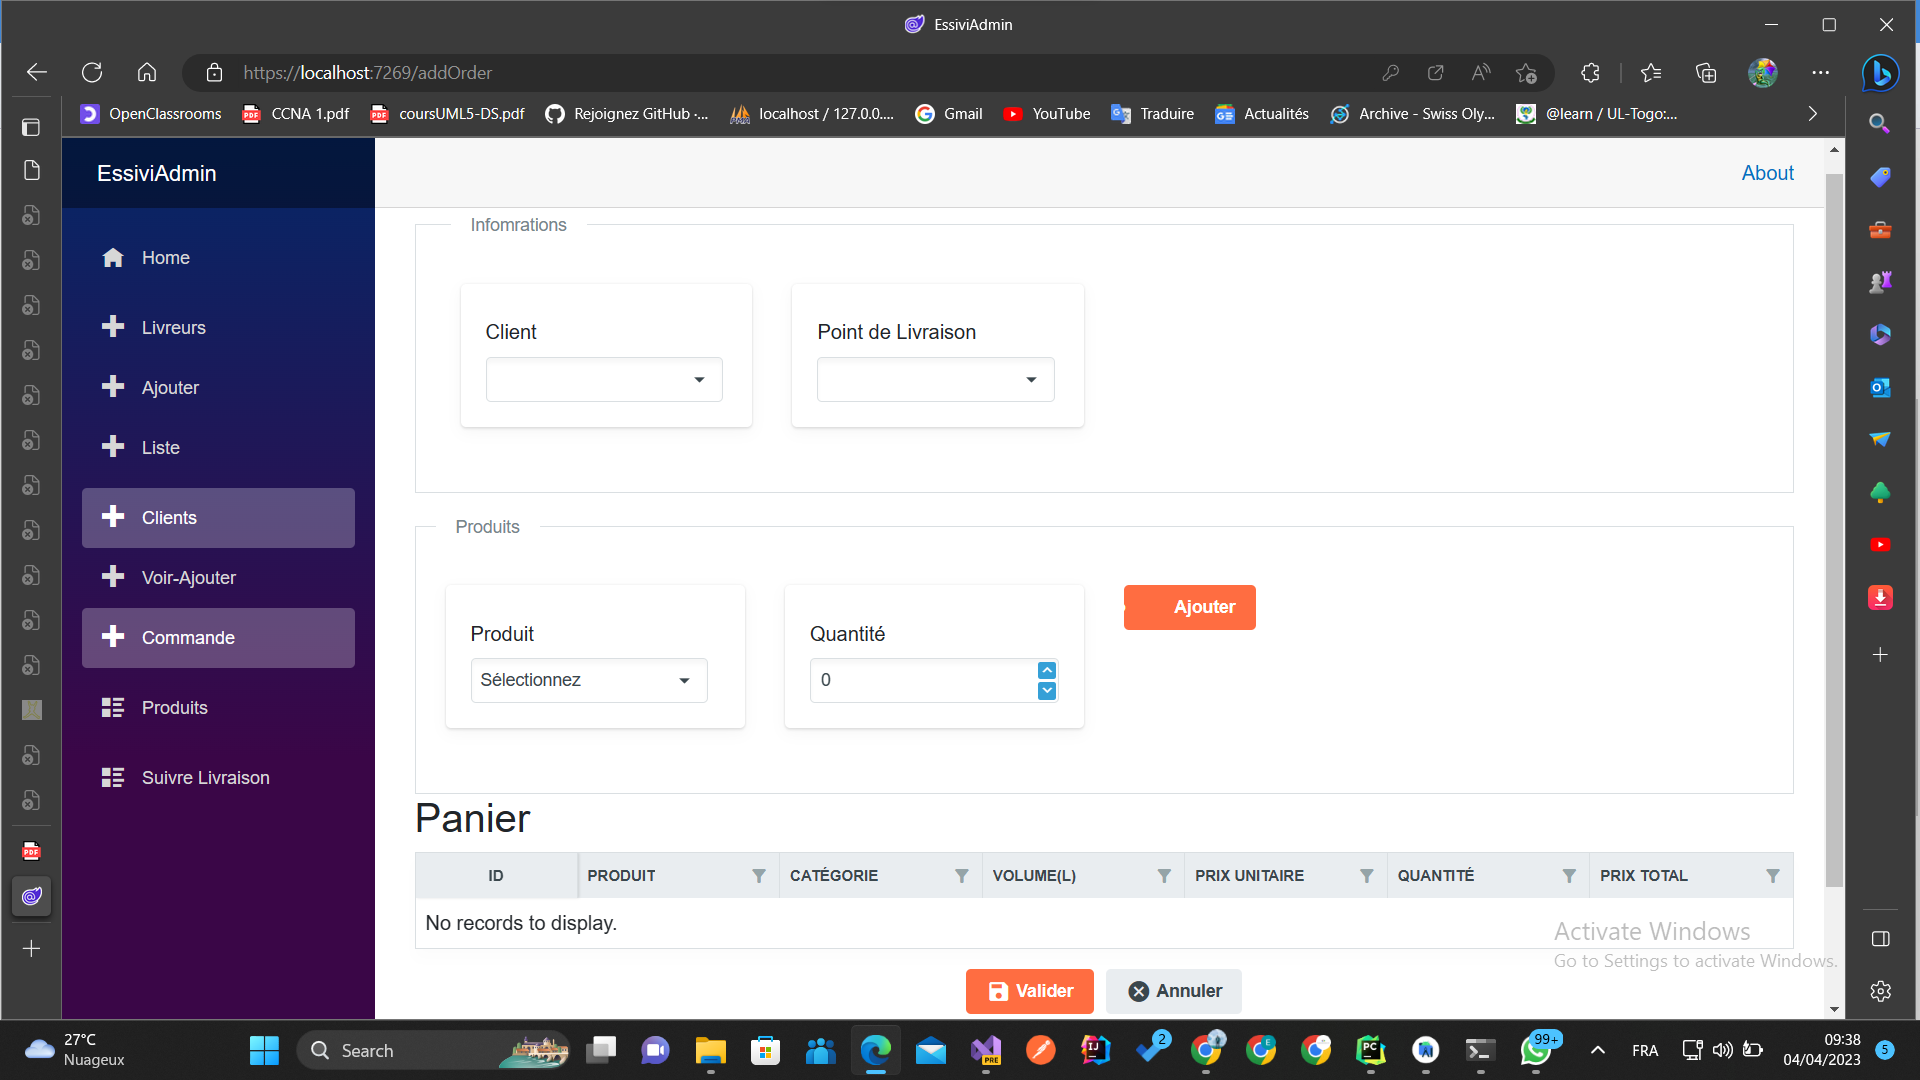 EssiviAdmin
https://localhost:7269/addOrder
OpenClassrooms
CCNA 1.pdf
coursUML5-DS.pdf
Rejoignez GitHub ·...
localhost / 127.0.0....
Gmail
YouTube
Traduire
Actualités
Archive - Swiss Oly...
@learn / UL-Togo:...
EssiviAdmin
About
Home
Livreurs
Ajouter
Liste
Clients
Voir-Ajouter
Commande
Produits
Suivre Livraison
Infomrations
Client
Point de Livraison
Produits
Produit
Sélectionnez
Quantité
0
Ajouter
Panier
ID PRODUIT CATÉGORIE VOLUME(L) PRIX UNITAIRE QUANTITÉ PRIX TOTAL
No records to display.
Valider
Annuler
Activate Windows
Go to Settings to activate Windows.
27°C
Nuageux
Search
PRE
2
99+
FRA
09:38
04/04/2023
5